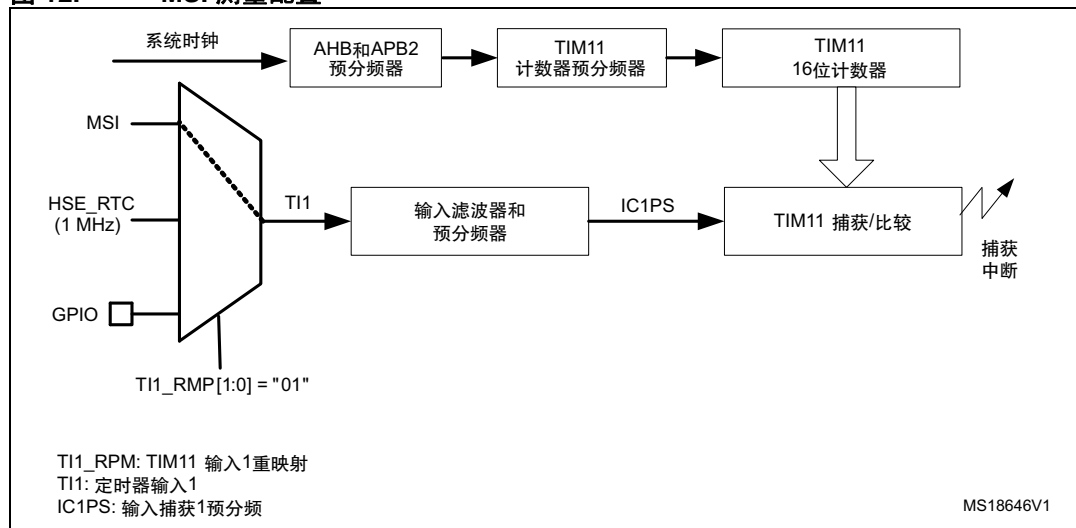 图 12. MSI 测量配置
系统时钟
AHB和APB2
预分频器
TIM11
计数器预分频器
TIM11
16位计数器
MSI
HSE_RTC
(1 MHz)
GPIO
TI1
输入滤波器和
预分频器
IC1PS
TIM11 捕获/比较
捕获
中断
TI1_RMP[1:0] = "01"
TI1_RPM: TIM11 输入1重映射
TI1: 定时器输入1
IC1PS: 输入捕获1预分频
MS18646V1